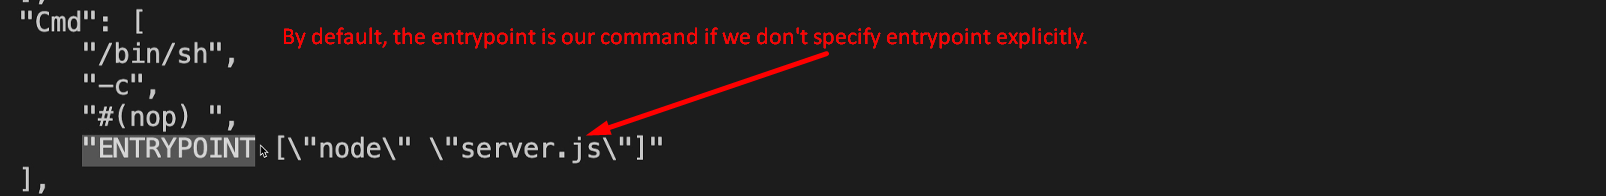 "Cmd": [
By default, the entrypoint is our command if we don't specify entrypoint explicitly.
"/bin/sh",
"-c",
"#(nop) ",
"ENTRYPOINT [\"node\" \"server.js\"]"
],